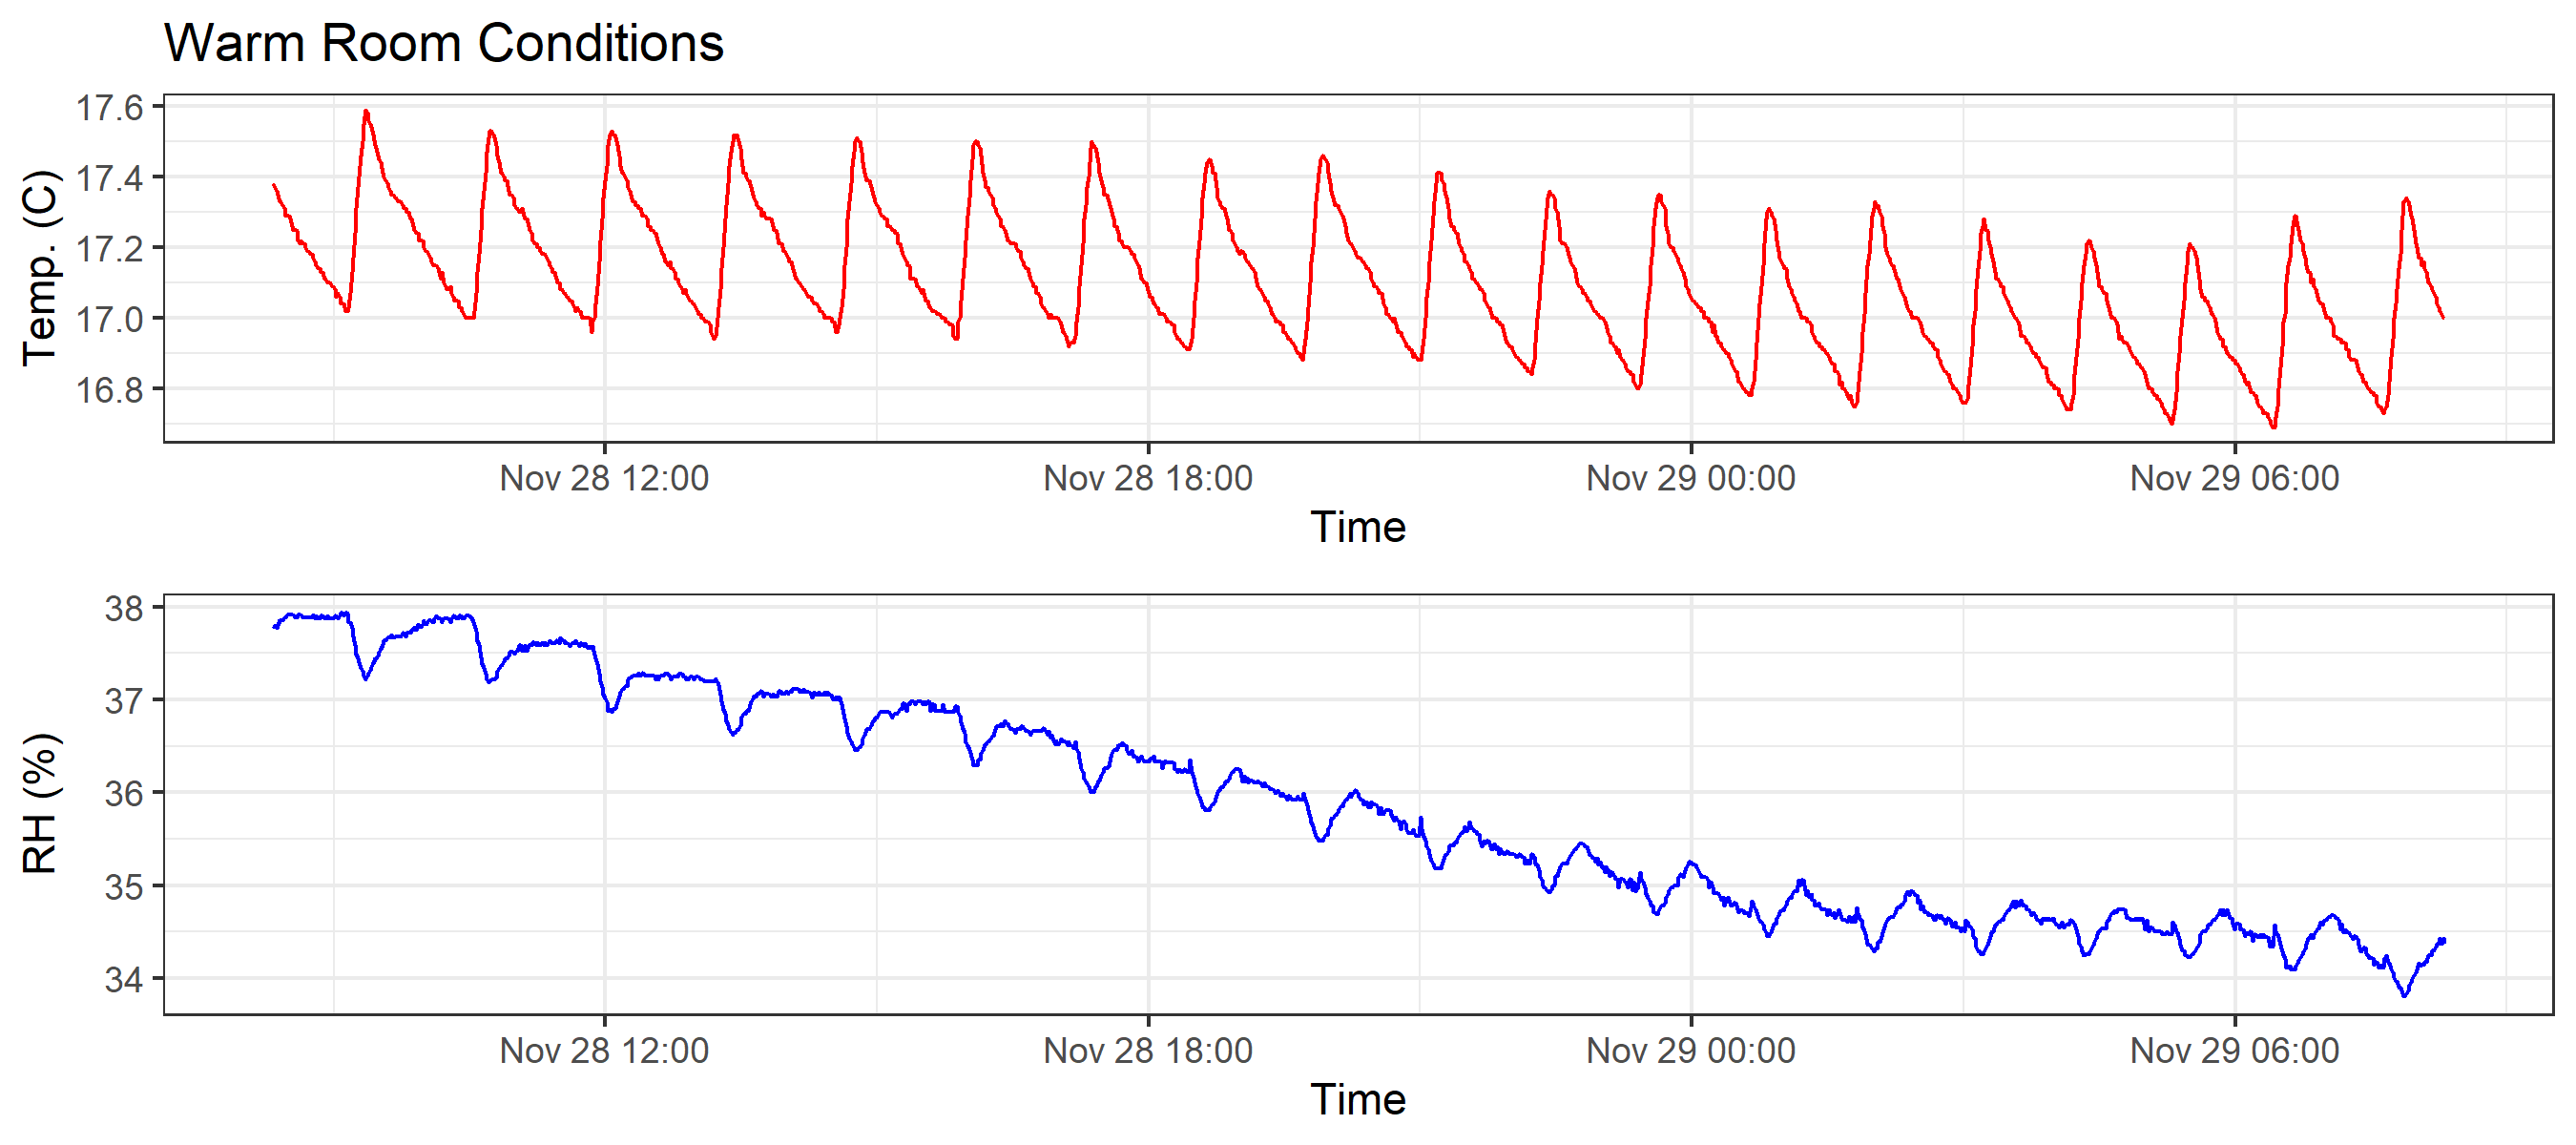 Warm Room Conditions
17.6
17.4
17.2
17.0
16.8
Temp. (C)
Nov 28 12:00 Nov 28 18:00 Nov 29 00:00 Nov 29 06:00
Time
38
37
36
35
34
RH (%)
Nov 28 12:00 Nov 28 18:00 Nov 29 00:00 Nov 29 06:00
Time